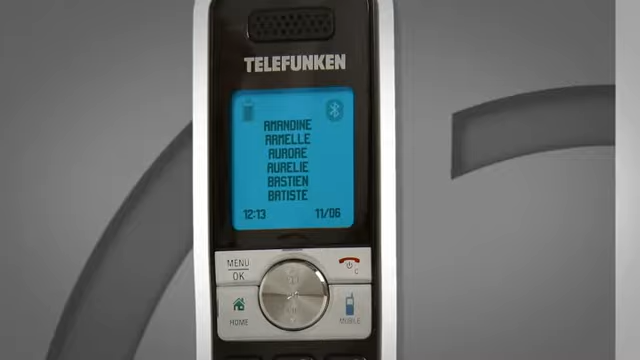 TELEFUNKEN
AMANDINE
ARMELLE
AURORE
AURELIE
BASTIEN
BATISTE
12:13 11/06
MENU
OK
C
HOME
MOBILE